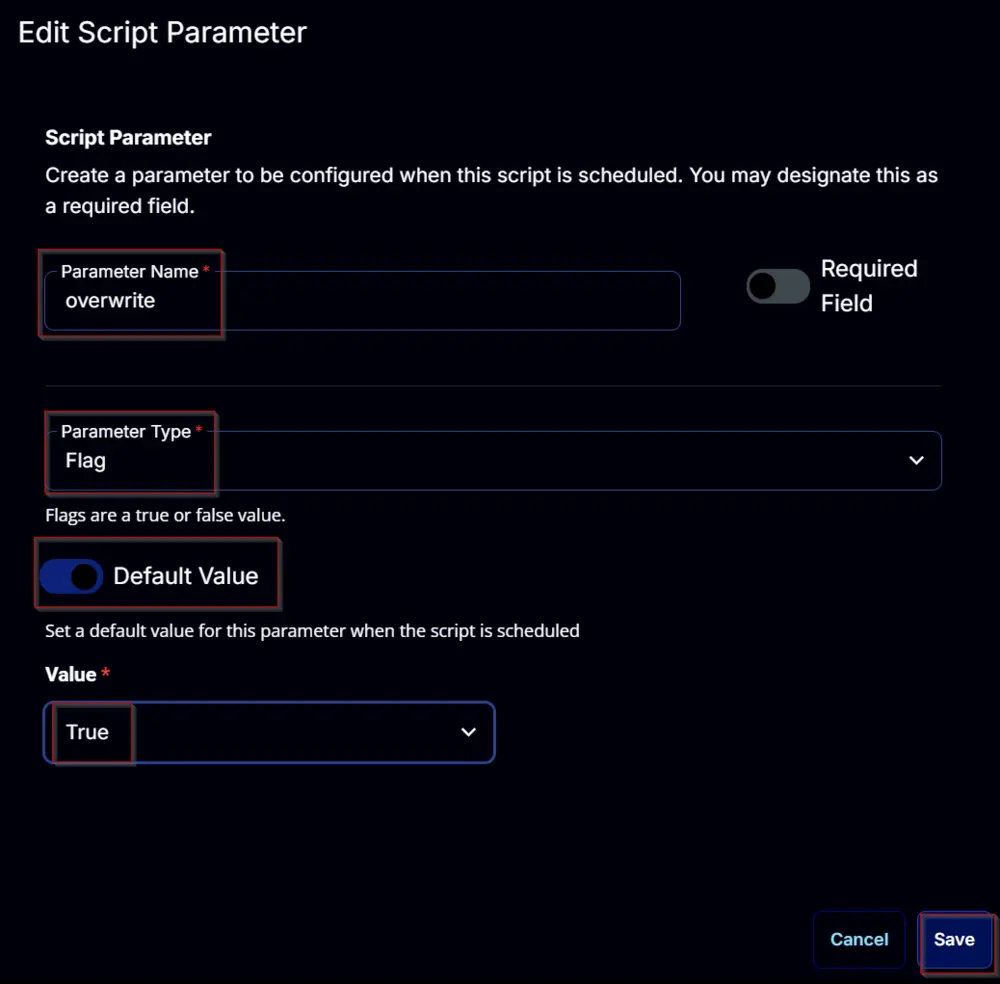 Edit Script Parameter
Script Parameter
Create a parameter to be configured when this script is scheduled. You may designate this as
a required field.
Parameter Name *
overwrite
Required
Field
Parameter Type *
Flag
Flags are a true or false value.
Default Value
Set a default value for this parameter when the script is scheduled
Value *
True
Cancel
Save